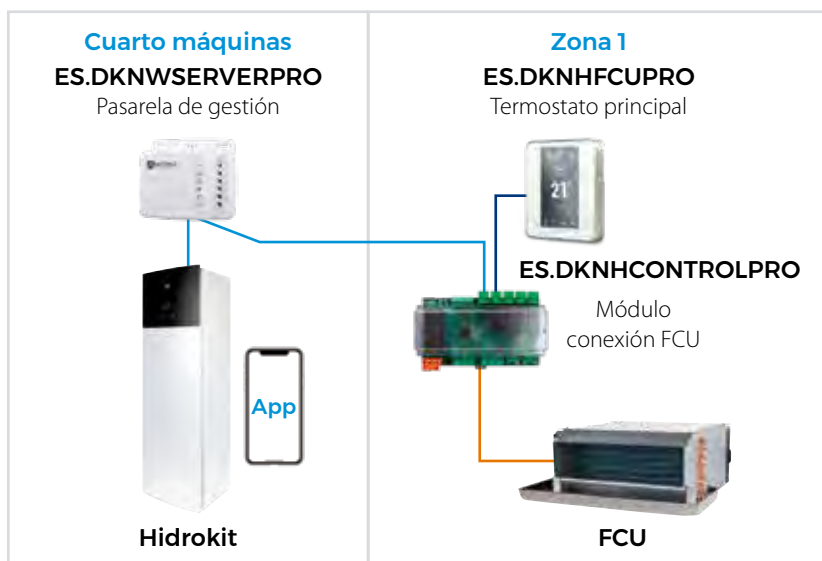 Cuarto máquinas
ES.DKNWSERVERPRO
Pasarela de gestión
App
Hidrokit
Zona 1
ES.DKNHFCUPRO
Termostato principal
21
ES.DKNHCONTROLPRO
Módulo
conexión FCU
FCU